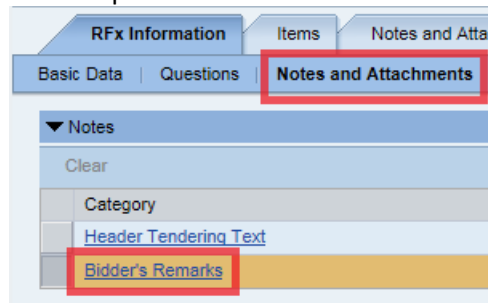 RFx Information Items Notes and Atta
Basic Data | Questions | Notes and Attachments
Notes
Clear
Category
Header Tendering Text
Bidder's Remarks